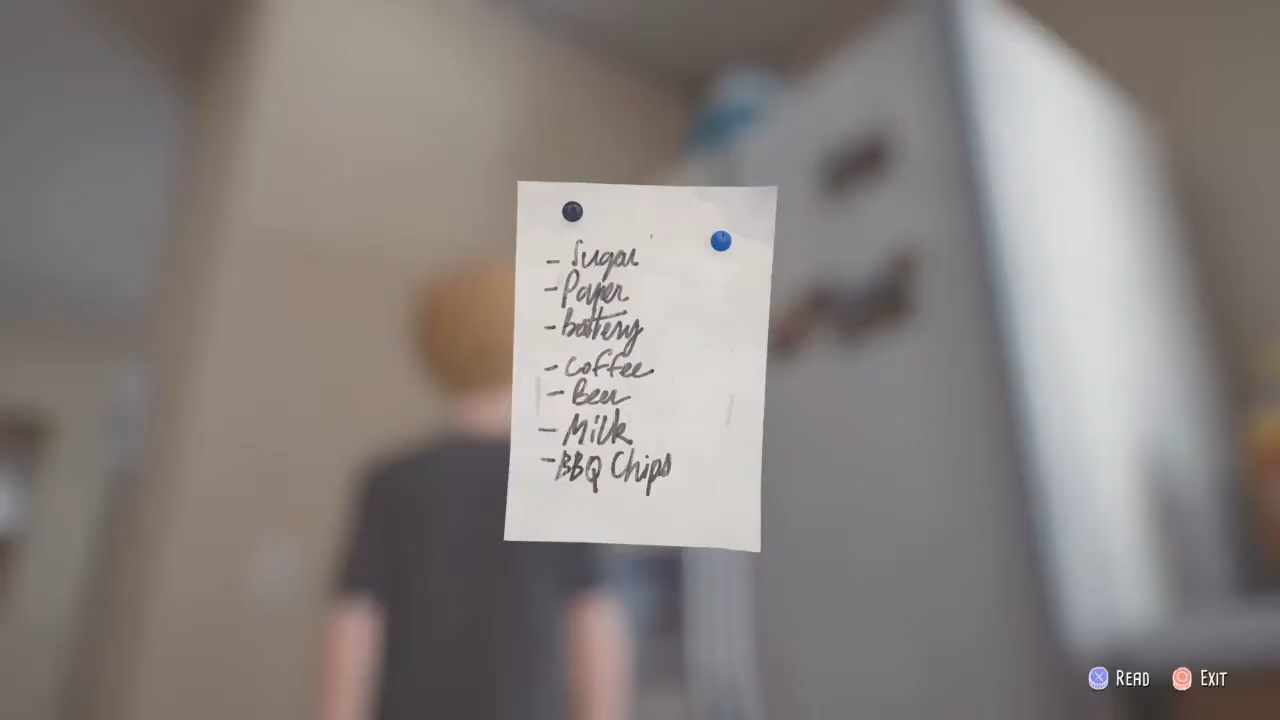 - Sugar
- Paper
- battery
- Coffee
- Beer
- Milk
- BBQ Chips
READ EXIT